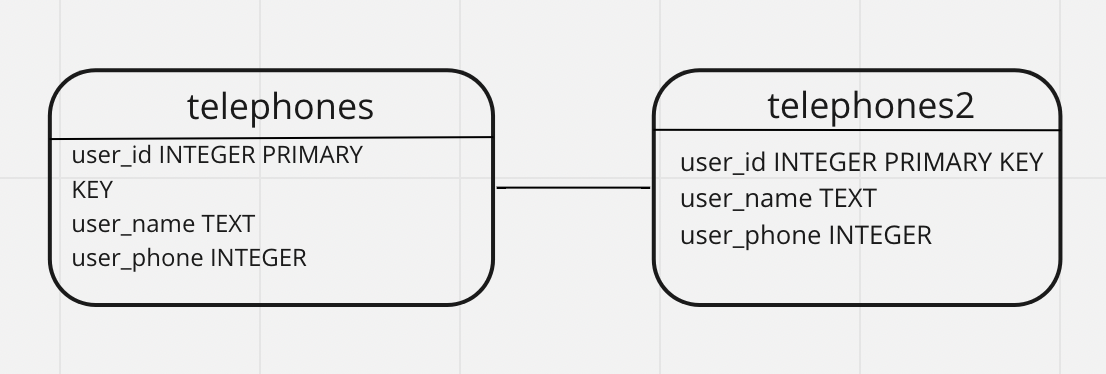 telephones
user_id INTEGER PRIMARY
KEY
user_name TEXT
user_phone INTEGER
telephones2
user_id INTEGER PRIMARY KEY
user_name TEXT
user_phone INTEGER